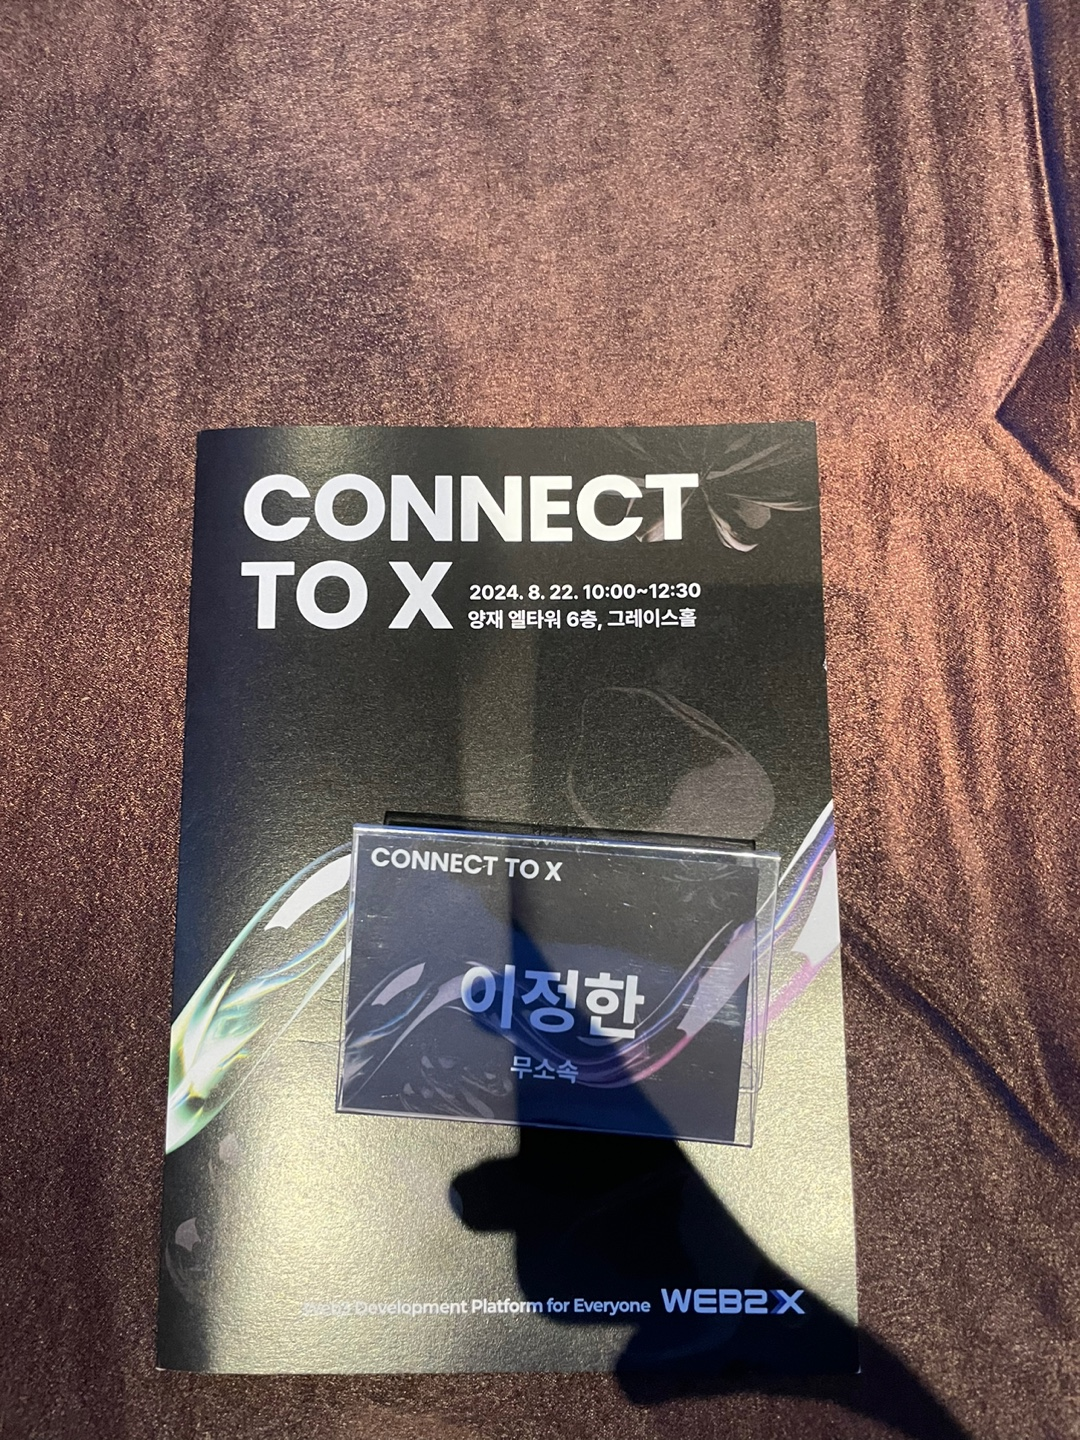 CONNECT
TO X
2024. 8. 22. 10:00~12:30
양재 엘타워 6층, 그레이스홀
CONNECT TO X
이정한
무소속
Web3 Development Platform for Everyone
WEB2X